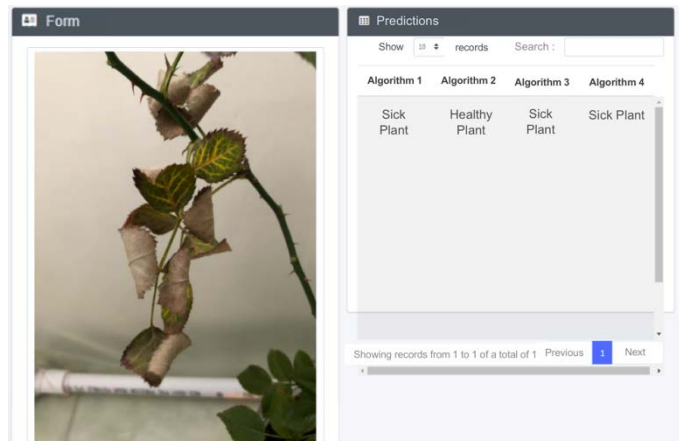 Form
Predictions
Show 10 records Search :
Algorithm 1 Algorithm 2 Algorithm 3 Algorithm 4
Sick Plant Healthy Plant Sick Plant Sick Plant
Showing records from 1 to 1 of a total of 1 Previous 1 Next